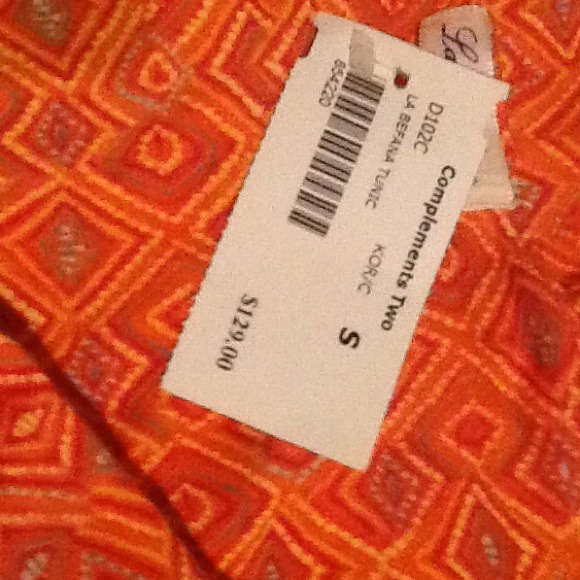 Complements Two
D102C
LA BEFANA TUNIC KOR/C
S
854220
$129.00